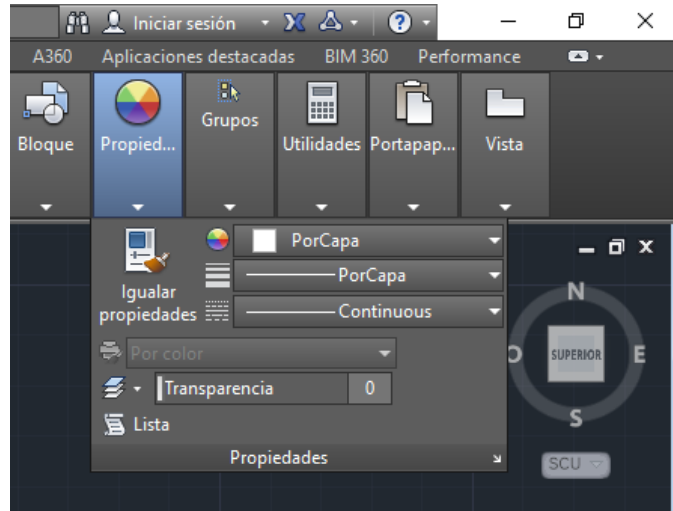 Iniciar sesión
A360 Aplicaciones destacadas BIM 360 Performance
Bloque Propied... Grupos Utilidades Portapap... Vista
PorCapa
PorCapa
Igualar propiedades
Continuous
Por color
Transparencia 0
Lista
Propiedades
N
O SUPERIOR E
S
SCU